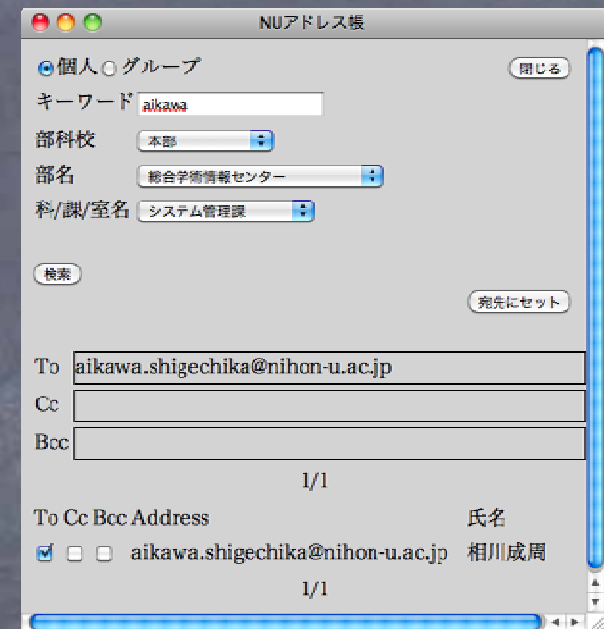 NUアドレス帳
個人 グループ
閉じる
キーワード aikawa
部科校 本部
部名 総合学術情報センター
科/課/室名 システム管理課
検索
宛先にセット
To aikawa.shigechika@nihon-u.ac.jp
Cc
Bcc
1/1
To Cc Bcc Address 氏名
aikawa.shigechika@nihon-u.ac.jp 相川成周
1/1